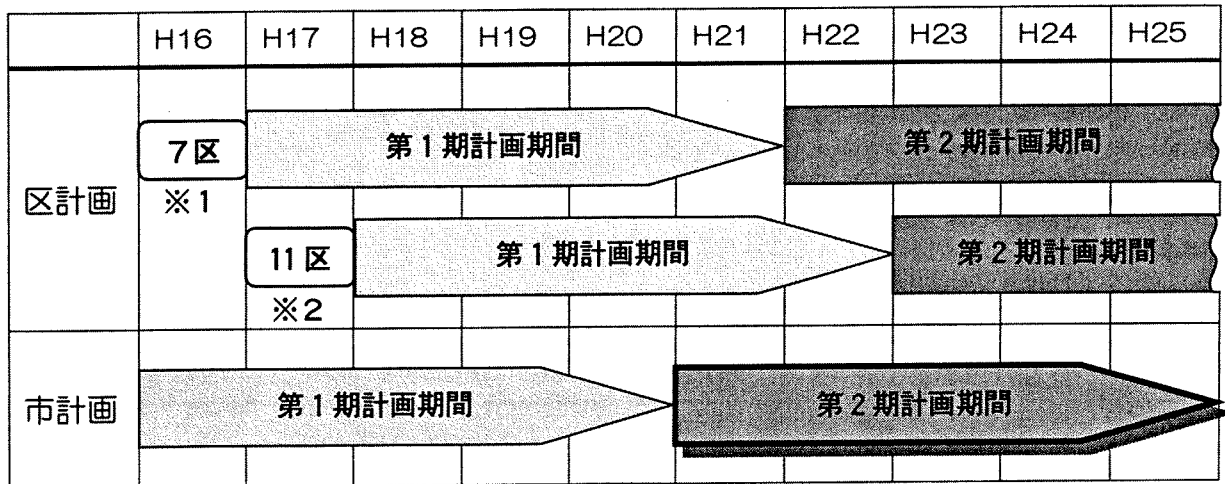 H16 H17 H18 H19 H20 H21 H22 H23 H24 H25
区計画
7区
※1
第1期計画期間
第2期計画期間
11区
※2
第1期計画期間
第2期計画期間
市計画
第1期計画期間
第2期計画期間